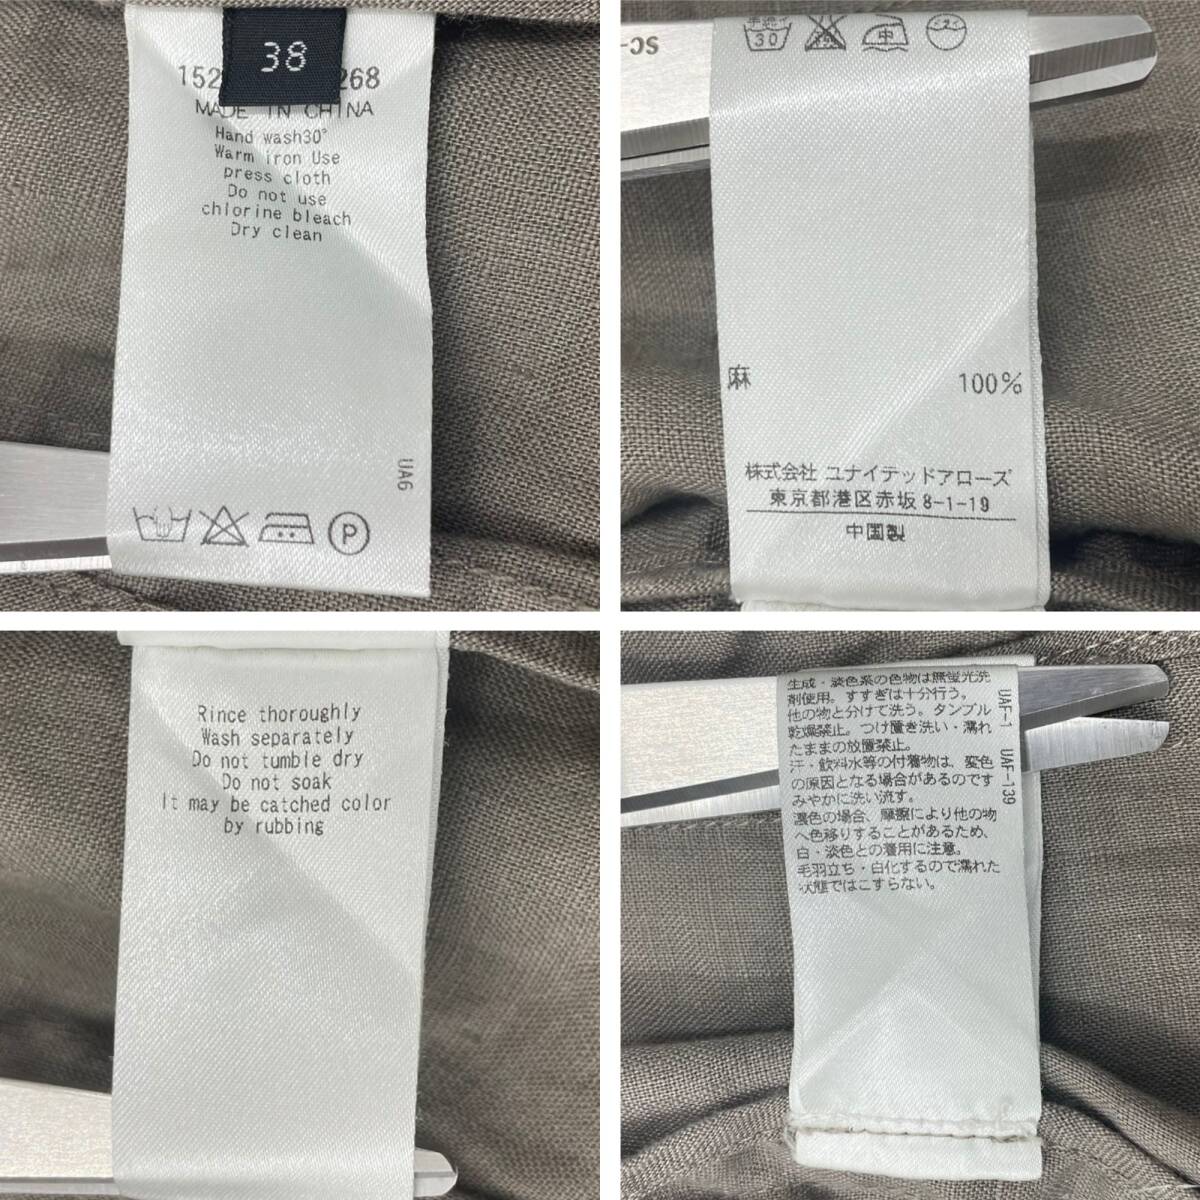 38
152 268
MADE IN CHINA
Hand wash30°
Warm iron Use
press cloth
Do not use
chlorine bleach
Dry clean
UA6
P
SC-
手洗イ
30
中
麻 100%
株式会社 ユナイテッドアローズ
東京都港区赤坂8-1-19
中国製
Rince thoroughly
Wash separately
Do not tumble dry
Do not soak
It may be catched color
by rubbing
生成・淡色系の色物は無蛍光洗
剤使用。すすぎは十分行う。
他の物と分けて洗う。タンブル
乾燥禁止。つけ置き洗い・濡れ
たままの放置禁止。
汗・飲料水等の付着物は、変色
の原因となる場合があるのです
みやかに洗い流す。
濃色の場合、摩擦により他の物
へ色移りすることがあるため、
白・淡色との着用に注意。
毛羽立ち・白化するので濡れた
状態ではこすらない。
UAF-1 UAF-139